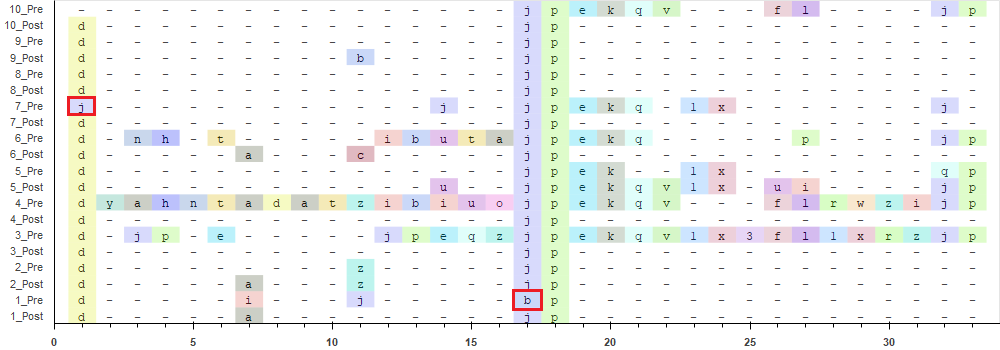 10_Pre – – – – – – – – – – – – – – – – j p e k q v – – – f l – – – – j p
10_Post d – – – – – – – – – – – – – – – j p – – – – – – – – – – – – – – –
9_Pre d – – – – – – – – – – – – – – – j p – – – – – – – – – – – – – – –
9_Post d – – – – – – – – – b – – – – – j p – – – – – – – – – – – – – – –
8_Pre d – – – – – – – – – – – – – – – j p – – – – – – – – – – – – – – –
8_Post d – – – – – – – – – – – – – – – j p – – – – – – – – – – – – – – –
7_Pre j – – – – – – – – – – – – j – – j p e k q – l x – – – – – – – j –
7_Post d – – – – – – – – – – – – – – – j p – – – – – – – – – – – – – – –
6_Pre d – n h – t – – – – – i b u t a j p e k q – – – – – p – – – – j p
6_Post d – – – – – a – – – c – – – – – j p – – – – – – – – – – – – – – –
5_Pre d – – – – – – – – – – – – – – – j p e k – – l x – – – – – – – q p
5_Post d – – – – – – – – – – – – u – – j p e k q v l x – u i – – – – j p
4_Pre d y a h n t a d a t z i b i u o j p e k q v – – – f l r w z i j p
4_Post d – – – – – – – – – – – – – – – j p – – – – – – – – – – – – – – –
3_Pre d – j p – e – – – – – j p e q z j p e k q v l x 3 f l l x r z j p
3_Post d – – – – – – – – – – – – – – – j p – – – – – – – – – – – – – – –
2_Pre d – – – – – – – – – z – – – – – j p – – – – – – – – – – – – – – –
2_Post d – – – – – a – – – z – – – – – j p – – – – – – – – – – – – – – –
1_Pre d – – – – – i – – – j – – – – – b p – – – – – – – – – – – – – – –
1_Post d – – – – – a – – – – – – – – – j p – – – – – – – – – – – – – – –
0 5 10 15 20 25 30